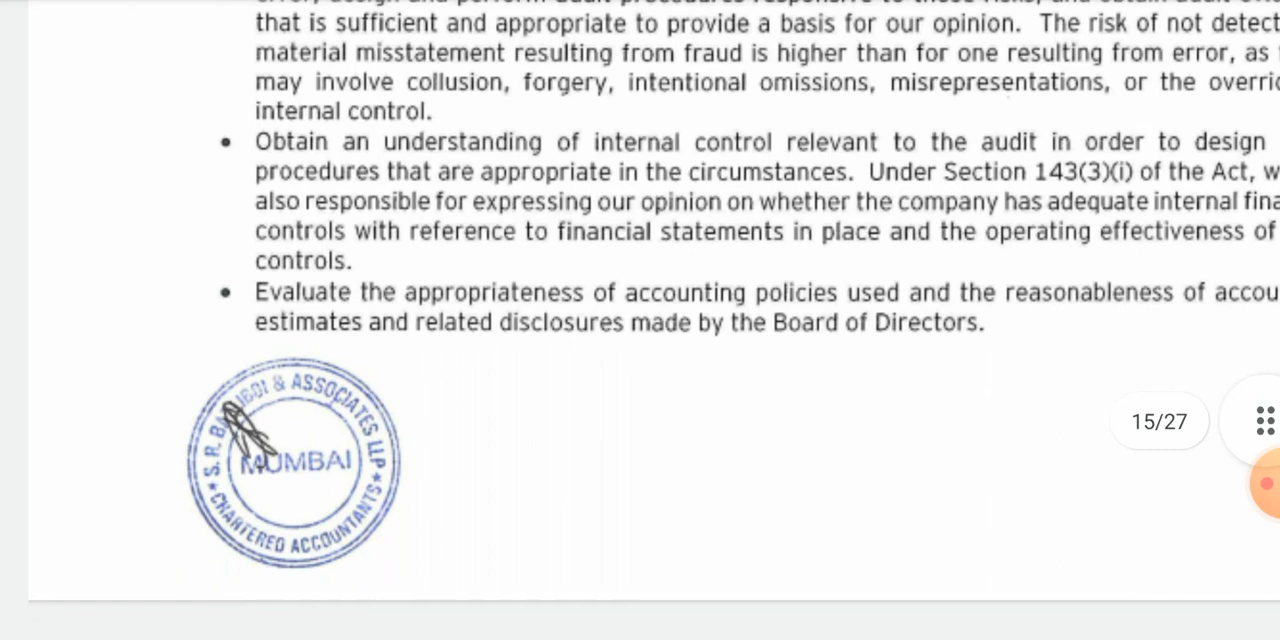 that is sufficient and appropriate to provide a basis for our opinion. The risk of not detect
material misstatement resulting from fraud is higher than for one resulting from error, as
may involve collusion, forgery, intentional omissions, misrepresentations, or the overri
internal control.
• Obtain an understanding of internal control relevant to the audit in order to design
procedures that are appropriate in the circumstances. Under Section 143(3)(i) of the Act, w
also responsible for expressing our opinion on whether the company has adequate internal fina
controls with reference to financial statements in place and the operating effectiveness of
controls.
• Evaluate the appropriateness of accounting policies used and the reasonableness of accou
estimates and related disclosures made by the Board of Directors.
S. R. & ASSOCIATES LLP
MUMBAI
★ CHARTERED ACCOUNTANTS ★
15/27